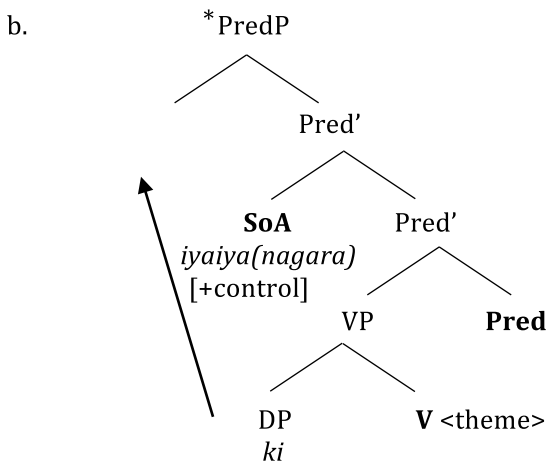 b.
*PredP
Pred’
SoA
Pred’
iyaiya(nagara)
[+control]
VP
Pred
DP
V <theme>
ki